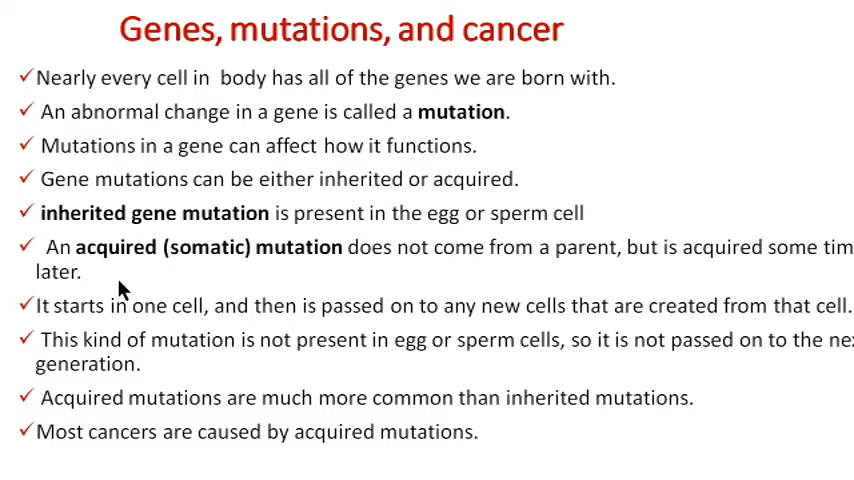 Genes, mutations, and cancer
✓Nearly every cell in body has all of the genes we are born with.
✓ An abnormal change in a gene is called a mutation.
✓ Mutations in a gene can affect how it functions.
✓ Gene mutations can be either inherited or acquired.
✓ inherited gene mutation is present in the egg or sperm cell
✓ An acquired (somatic) mutation does not come from a parent, but is acquired some tim
later.
✓It starts in one cell, and then is passed on to any new cells that are created from that cell.
✓ This kind of mutation is not present in egg or sperm cells, so it is not passed on to the nex
generation.
✓ Acquired mutations are much more common than inherited mutations.
✓Most cancers are caused by acquired mutations.